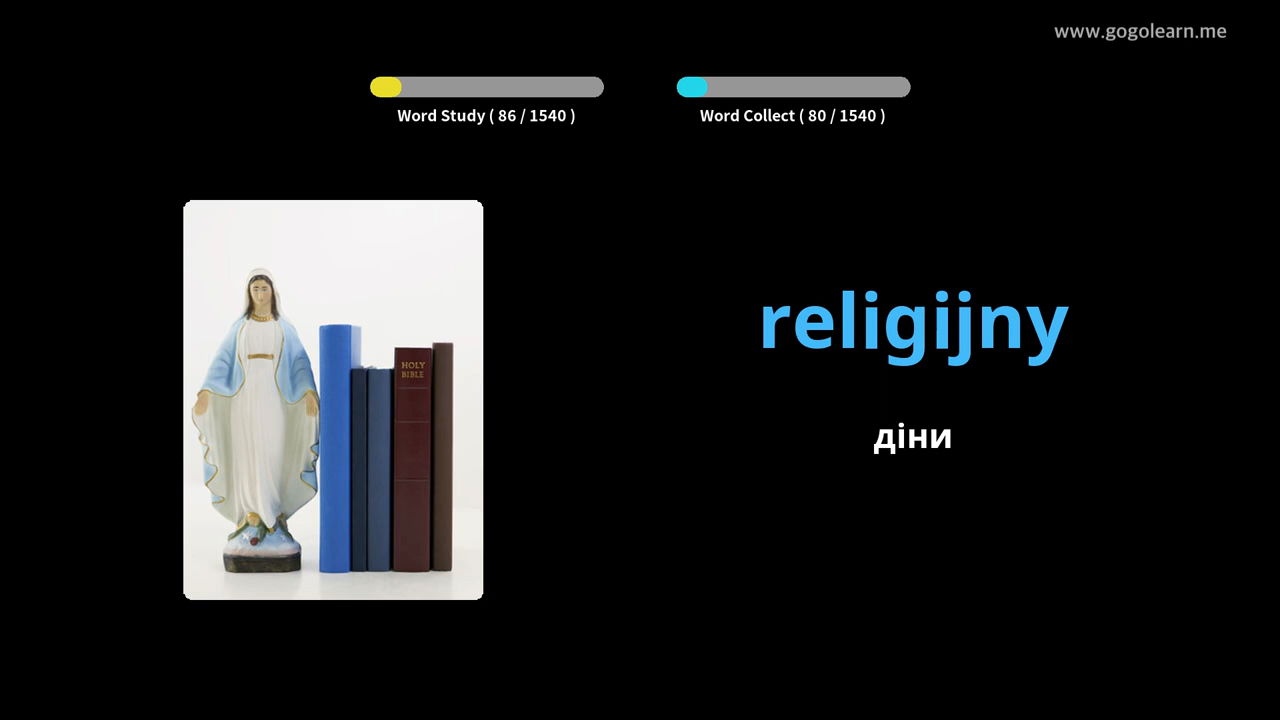 www.gogolearn.me
Word Study ( 86 / 1540 )
Word Collect ( 80 / 1540 )
HOLY
BIBLE
religijny
діни